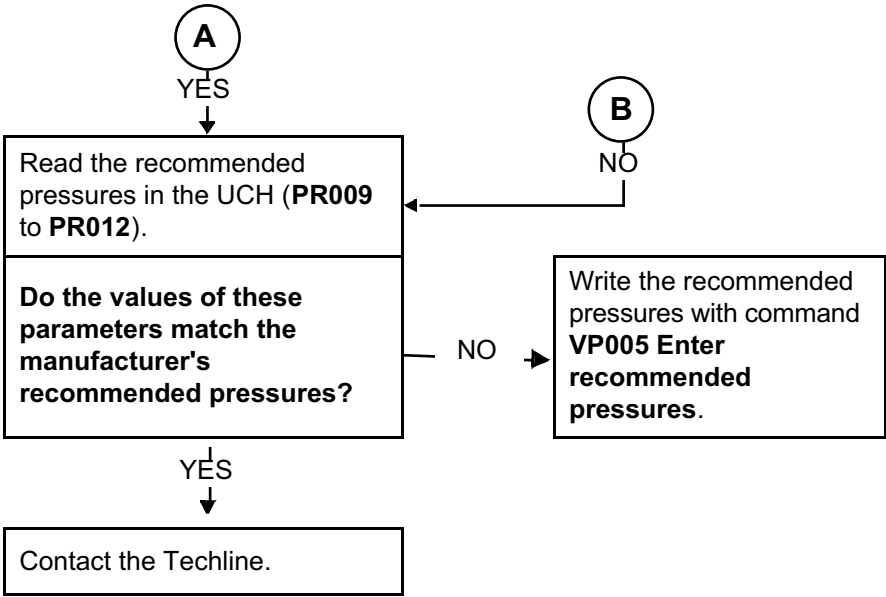 A
YES
B
NO
Read the recommended
pressures in the UCH (PR009
to PR012).
Do the values of these
parameters match the
manufacturer's
recommended pressures?
NO
Write the recommended
pressures with command
VP005 Enter
recommended
pressures.
YES
Contact the Techline.